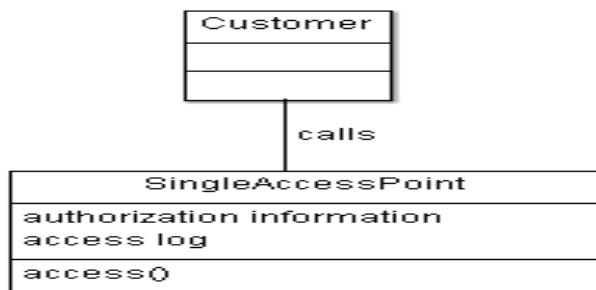 Customer
calls
SingleAccessPoint
authorization information
access log
access()